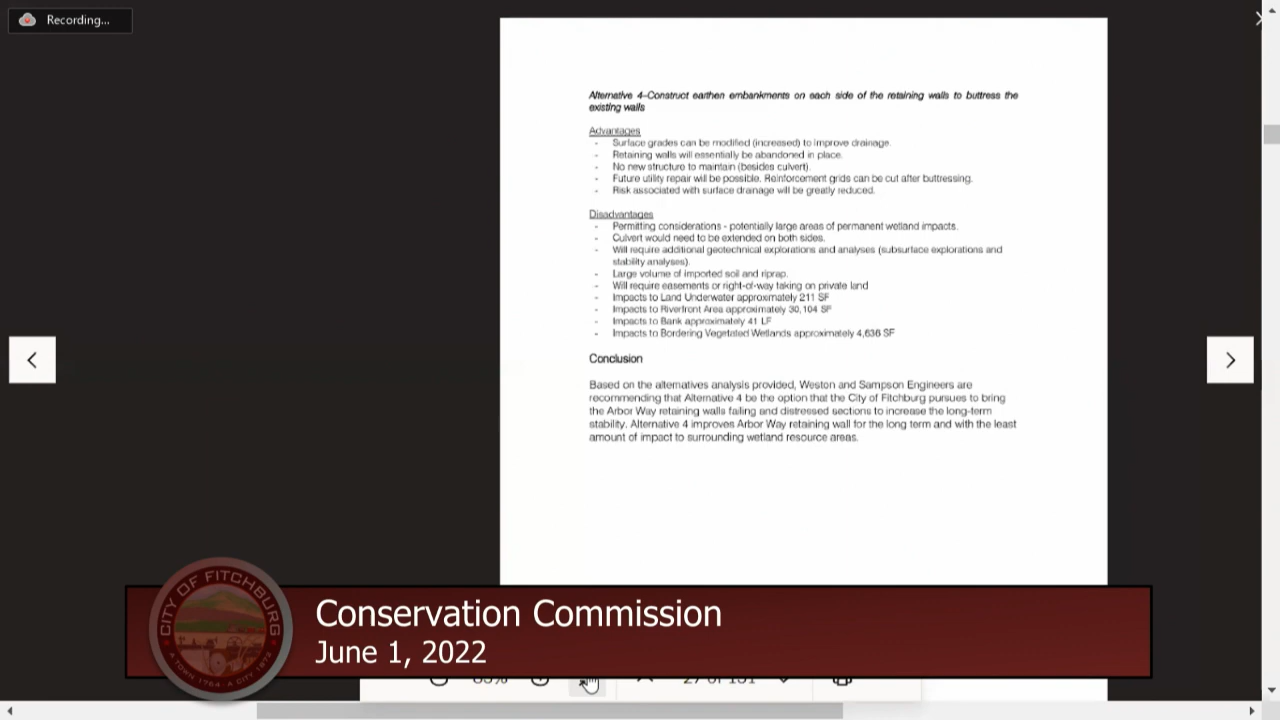 Recording...
Alternative 4-Construct earthen embankments on each side of the retaining walls to buttress the
existing walls
Advantages
- Surface grades can be modified (increased) to improve drainage.
- Retaining walls will essentially be abandoned in place.
- No new structure to maintain (besides culvert).
- Future utility repair will be possible. Reinforcement grids can be cut after buttressing.
- Risk associated with surface drainage will be greatly reduced.
Disadvantages
- Permitting considerations - potentially large areas of permanent wetland impacts.
- Culvert would need to be extended on both sides.
- Will require additional geotechnical explorations and analyses (subsurface explorations and
stability analyses).
- Large volume of imported soil and riprap.
- Will require easements or right-of-way taking on private land
- Impacts to Land Underwater approximately 211 SF
- Impacts to Riverfront Area approximately 30,104 SF
- Impacts to Bank approximately 41 LF
- Impacts to Bordering Vegetated Wetlands approximately 4,636 SF
Conclusion
Based on the alternatives analysis provided, Weston and Sampson Engineers are
recommending that Alternative 4 be the option that the City of Fitchburg pursues to bring
the Arbor Way retaining walls failing and distressed sections to increase the long-term
stability. Alternative 4 improves Arbor Way retaining wall for the long term and with the least
amount of impact to surrounding wetland resource areas.
CITY OF FITCHBURG
A TOWN 1764 - A CITY 1872
Conservation Commission
June 1, 2022